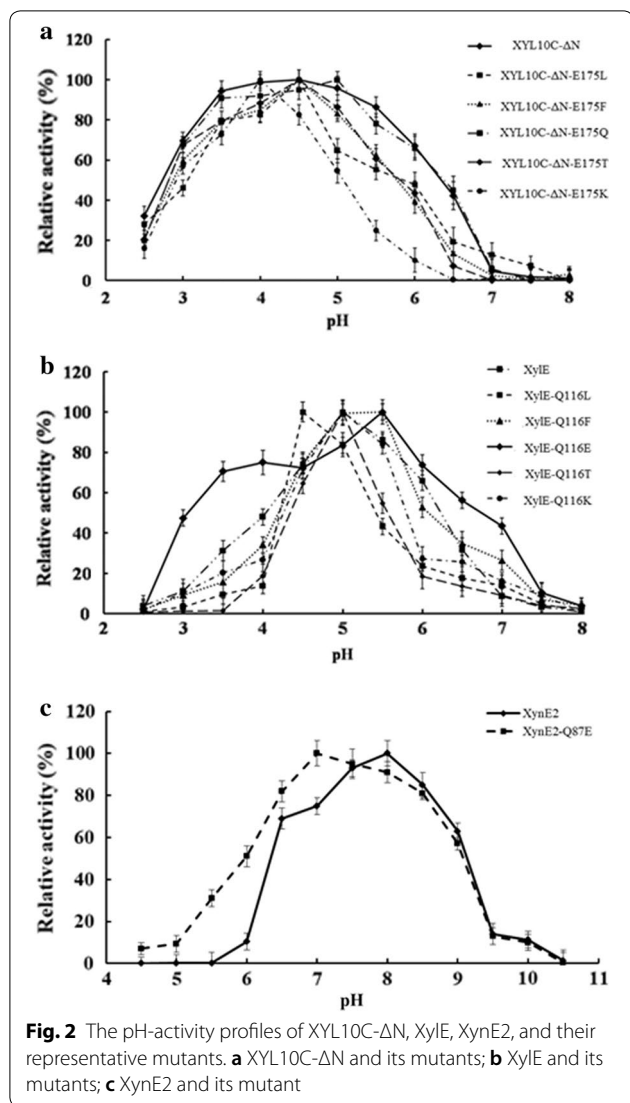 a
120
100
80
60
40
20
0
Relative activity (%)
2 3 4 5 6 7 8
pH
XYL10C-ΔN
XYL10C-ΔN-E175L
XYL10C-ΔN-E175F
XYL10C-ΔN-E175Q
XYL10C-ΔN-E175T
XYL10C-ΔN-E175K
b
120
100
80
60
40
20
0
Relative activity (%)
2 3 4 5 6 7 8
pH
XylE
XylE-Q116L
XylE-Q116F
XylE-Q116E
XylE-Q116T
XylE-Q116K
c
120
100
80
60
40
20
0
Relative activity (%)
4 5 6 7 8 9 10 11
pH
XynE2
XynE2-Q87E
Fig. 2 The pH-activity profiles of XYL10C-ΔN, XylE, XynE2, and their
representative mutants. a XYL10C-ΔN and its mutants; b XylE and its
mutants; c XynE2 and its mutant